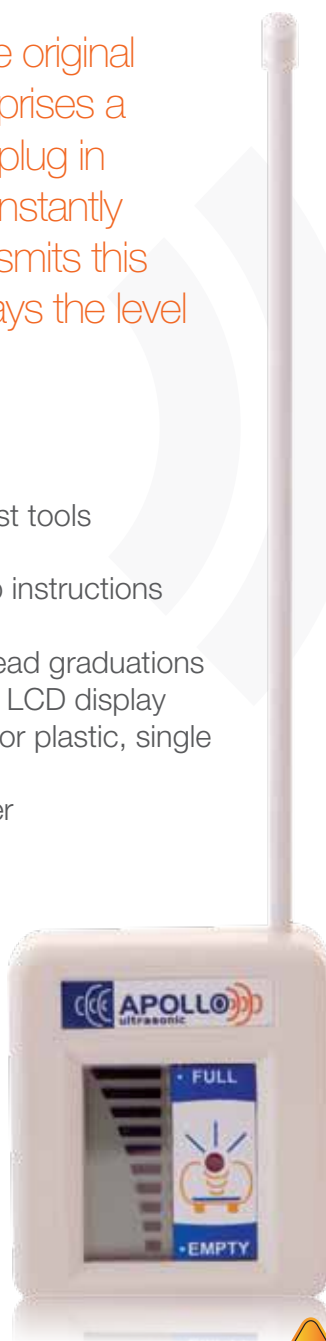 e original
prises a
plug in
nstantly
smits this
ays the level
st tools
o instructions
ead graduations
LCD display
or plastic, single
er
APOLLO
ultrasonic
• FULL
• EMPTY